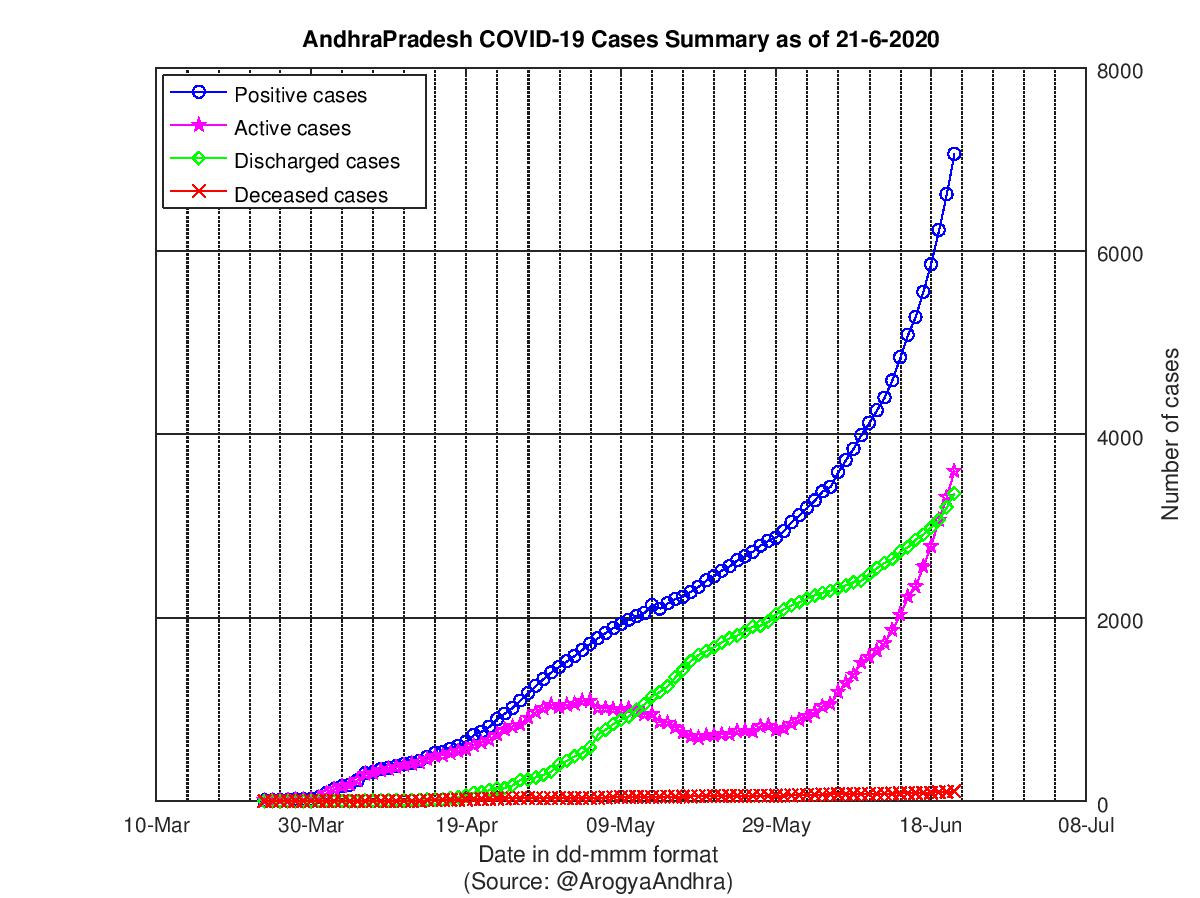 AndhraPradesh COVID-19 Cases Summary as of 21-6-2020
Positive cases
Active cases
Discharged cases
Deceased cases
8000
6000
4000
2000
0
Number of cases
10-Mar 30-Mar 19-Apr 09-May 29-May 18-Jun 08-Jul
Date in dd-mmm format
(Source: @ArogyaAndhra)